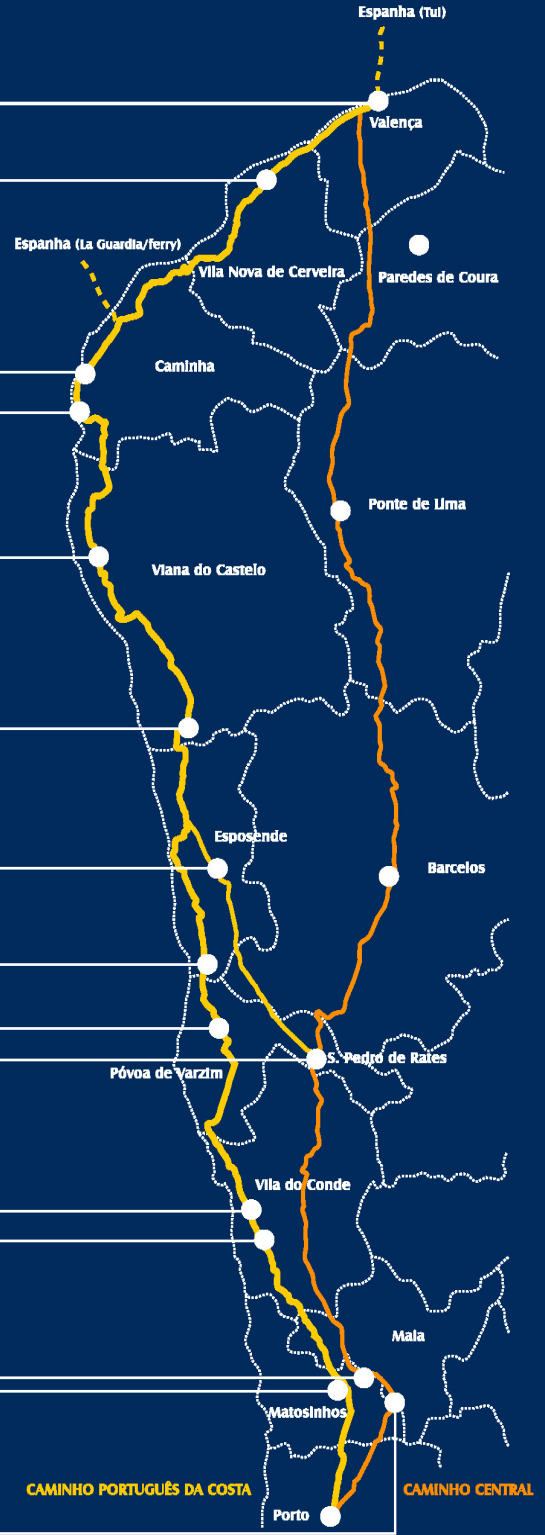 Espanha (Tui)
Valença
Espanha (La Guardia/ferry)
Vila Nova de Cerveira
Paredes de Coura
Caminha
Ponte de Lima
Viana do Castelo
Esposende
Barcelos
S. Pedro de Rates
Póvoa de Varzim
Vila do Conde
Maia
Matosinhos
CAMINHO PORTUGUÊS DA COSTA
CAMINHO CENTRAL
Porto